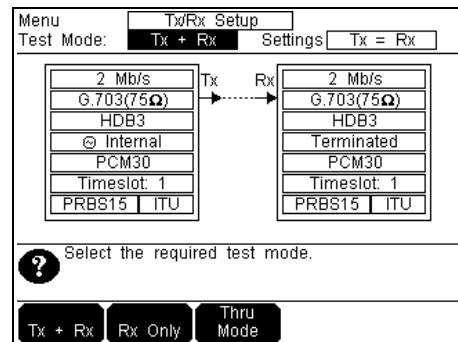 Menu Tx/Rx Setup
Test Mode: Tx + Rx Settings Tx = Rx
2 Mb/s Tx Rx 2 Mb/s
G.703(75Ω) G.703(75Ω)
HDB3 HDB3
Internal Terminated
PCM30 PCM30
Timeslot: 1 Timeslot: 1
PRBS15 ITU PRBS15 ITU
? Select the required test mode.
Tx + Rx Rx Only Thru Mode